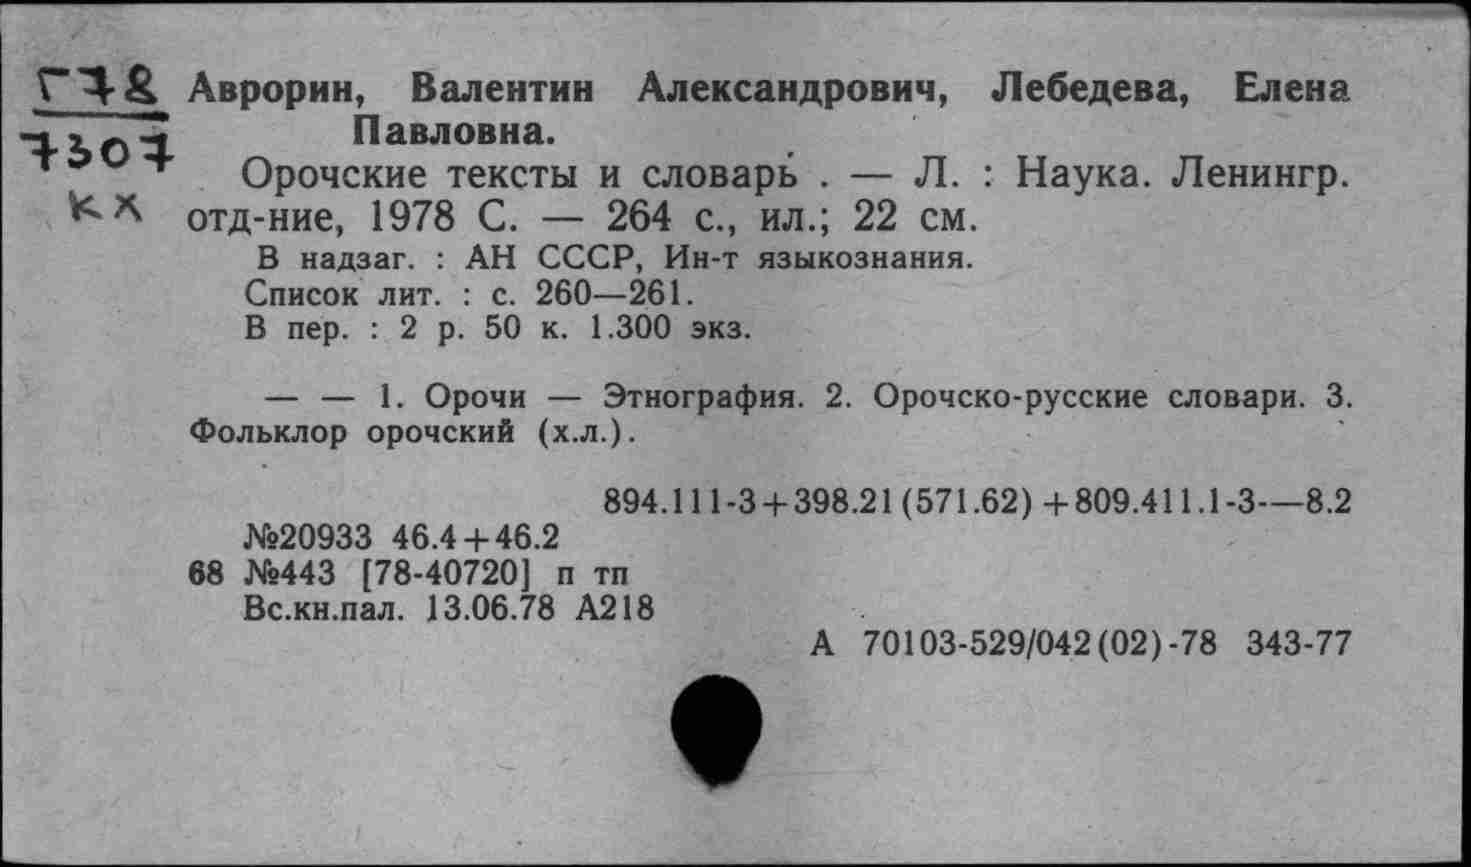 Г78
7307
кх
Аврорин, Валентин Александрович, Лебедева, Елена
Павловна.
Орочские тексты и словарь . — Л. : Наука. Ленингр.
отд-ние, 1978 С. — 264 с., ил.; 22 см.
В надзаг. : АН СССР, Ин-т языкознания.
Список лит. : с. 260—261.
В пер. : 2 р. 50 к. 1.300 экз.
— — 1. Орочи — Этнография. 2. Орочско-русские словари. 3.
Фольклор орочский (х.л.).
894.111-3+398.21(571.62)+809.411.1-3-—8.2
№20933 46.4+46.2
68 №443 [78-40720] п тп
Вс.кн.пал. 13.06.78 А218
А 70103-529/042(02)-78 343-77